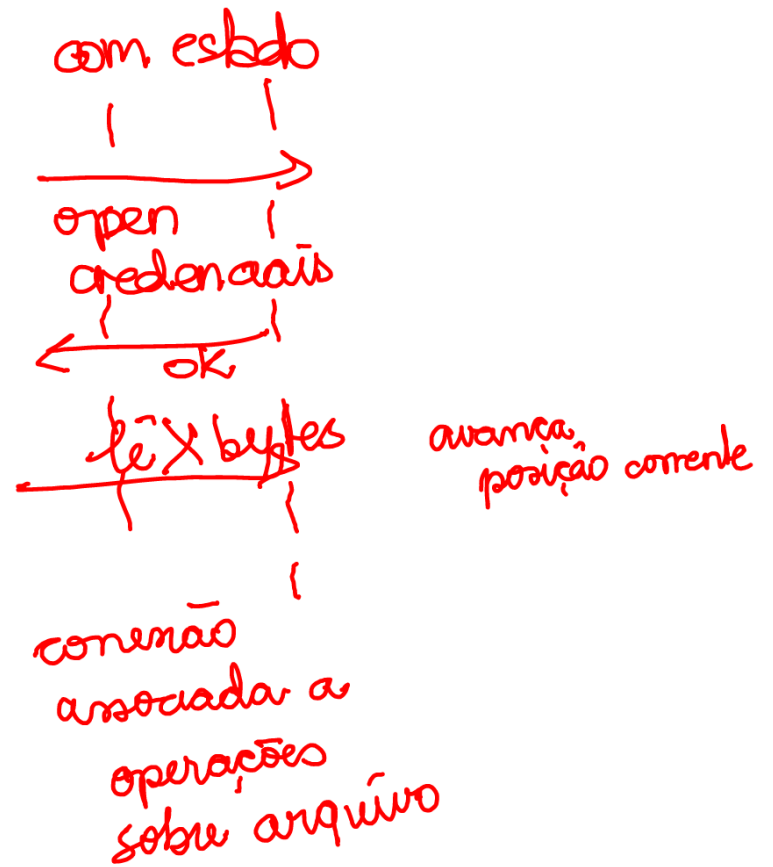 com estado
open
credenciais
ok
lê X bytes
avança
posição corrente
conexão
associada a
operações
sobre arquivo